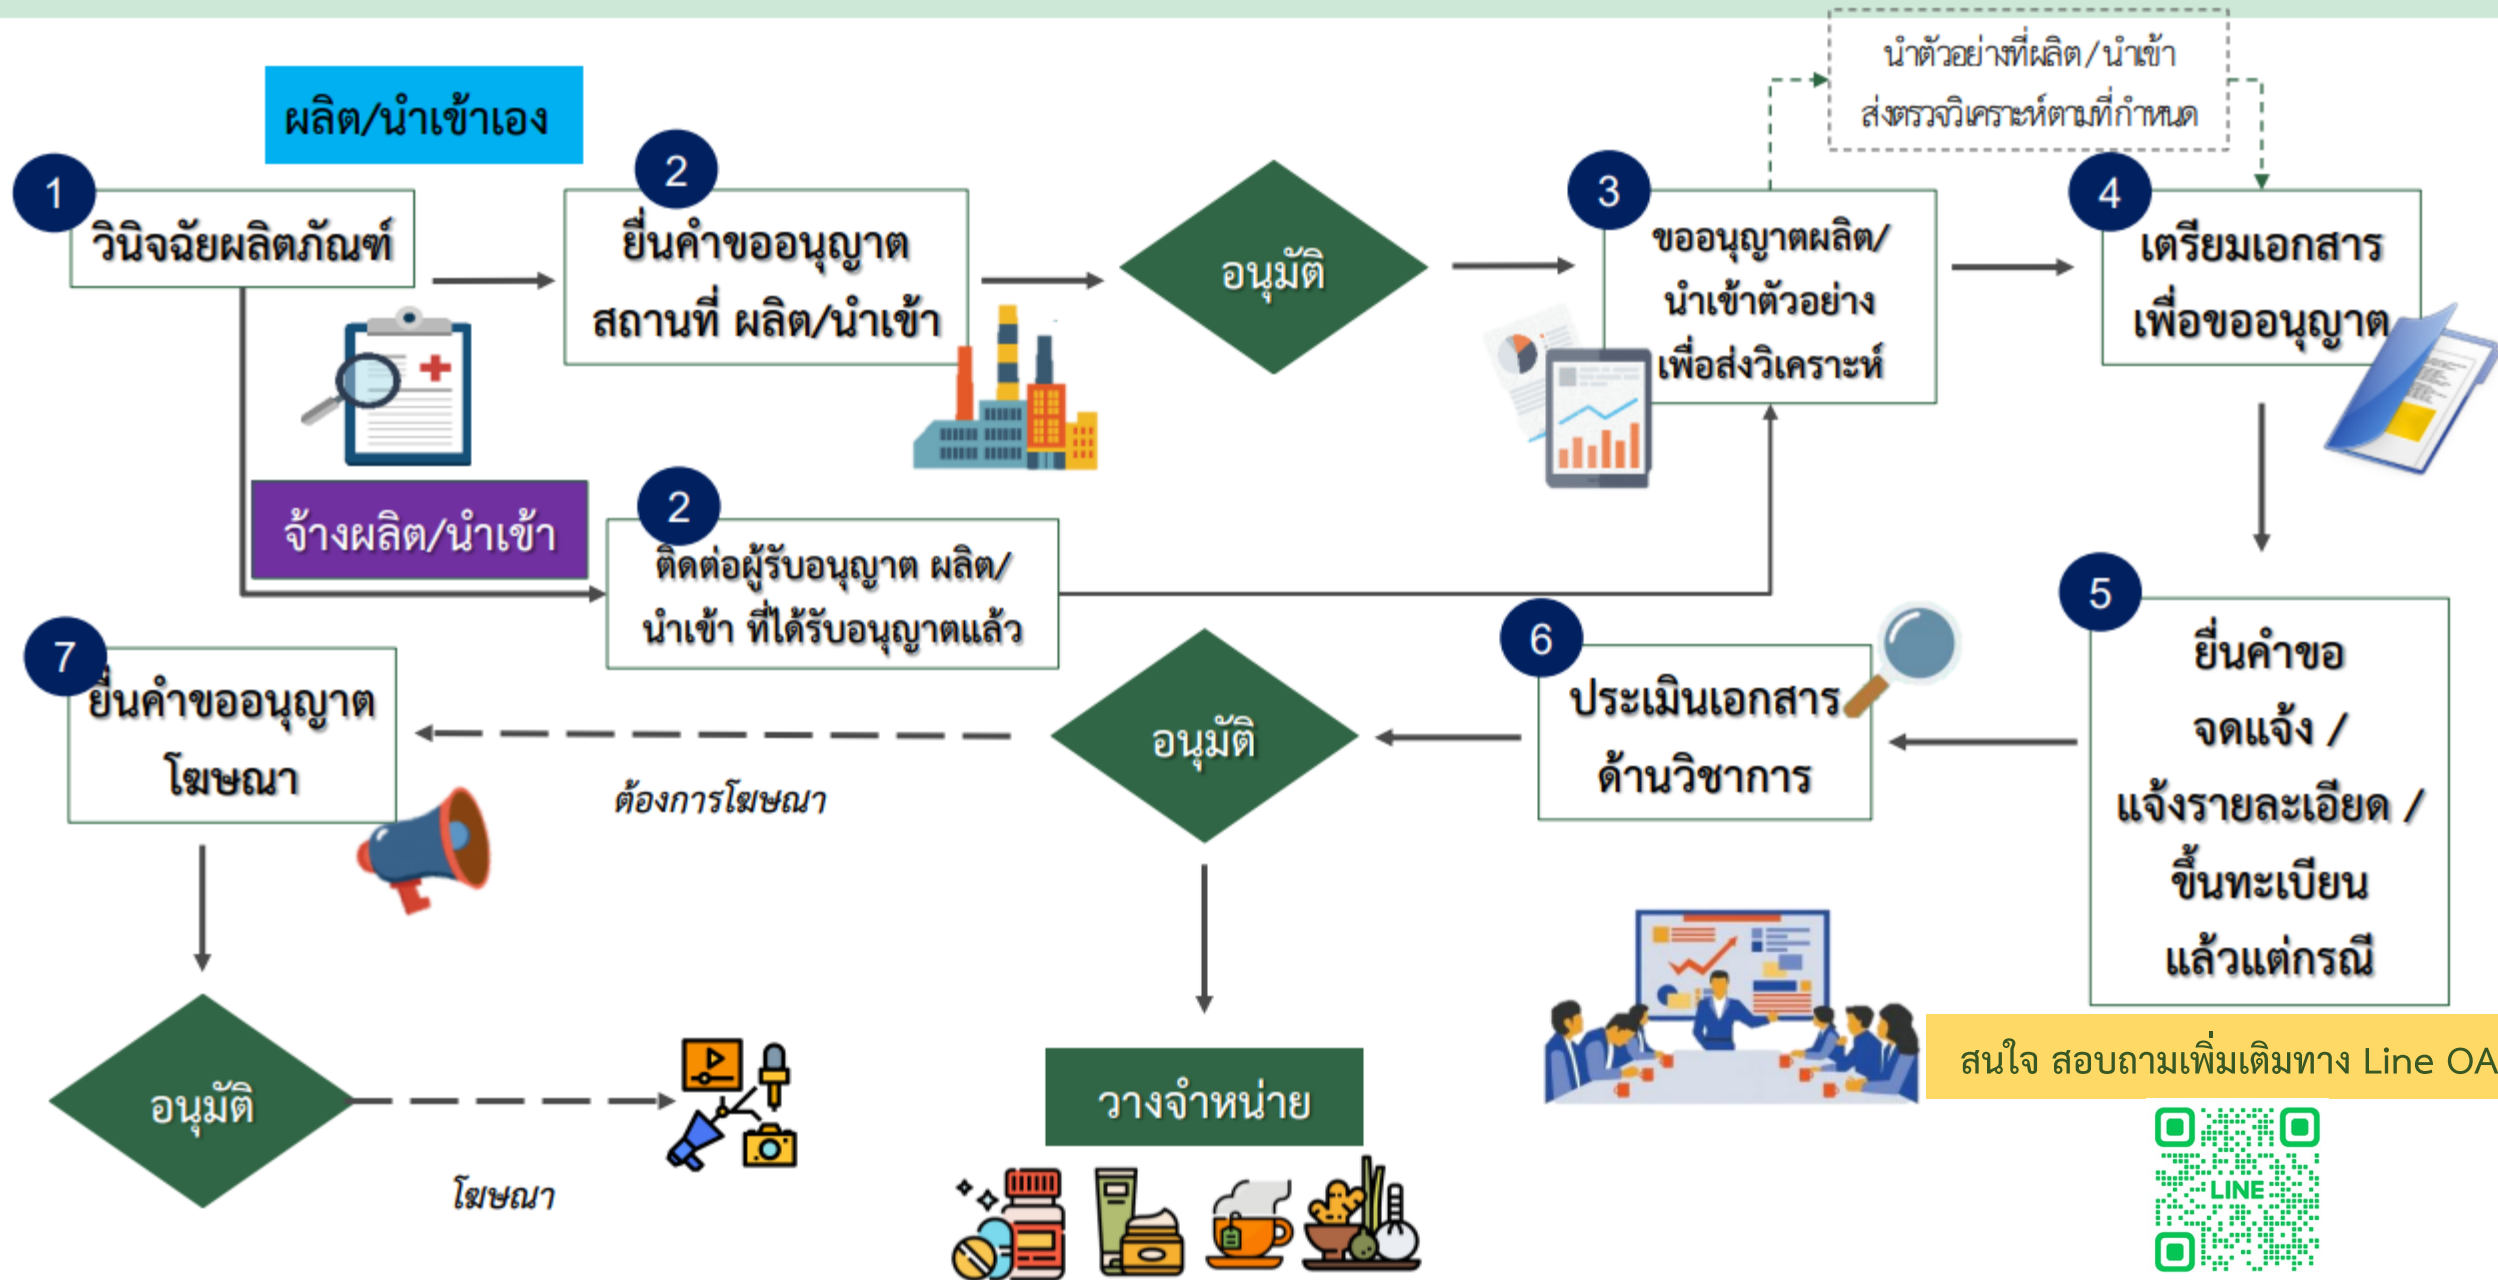 นำตัวอย่างที่ผลิต/นำเข้า
ส่งตรวจวิเคราะห์ตามที่กำหนด
ผลิต/นำเข้าเอง
1
วินิจฉัยผลิตภัณฑ์
2
ยื่นคำขออนุญาต
สถานที่ ผลิต/นำเข้า
อนุมัติ
3
ขออนุญาตผลิต/
นำเข้าตัวอย่าง
เพื่อส่งวิเคราะห์
4
เตรียมเอกสาร
เพื่อขออนุญาต
จ้างผลิต/นำเข้า
2
ติดต่อผู้รับอนุญาต ผลิต/
นำเข้า ที่ได้รับอนุญาตแล้ว
5
ยื่นคำขอ
จดแจ้ง /
แจ้งรายละเอียด /
ขึ้นทะเบียน
แล้วแต่กรณี
6
ประเมินเอกสาร
ด้านวิชาการ
อนุมัติ
ต้องการโฆษณา
7
ยื่นคำขออนุญาต
โฆษณา
อนุมัติ
โฆษณา
วางจำหน่าย
สนใจ สอบถามเพิ่มเติมทาง Line OA
LINE